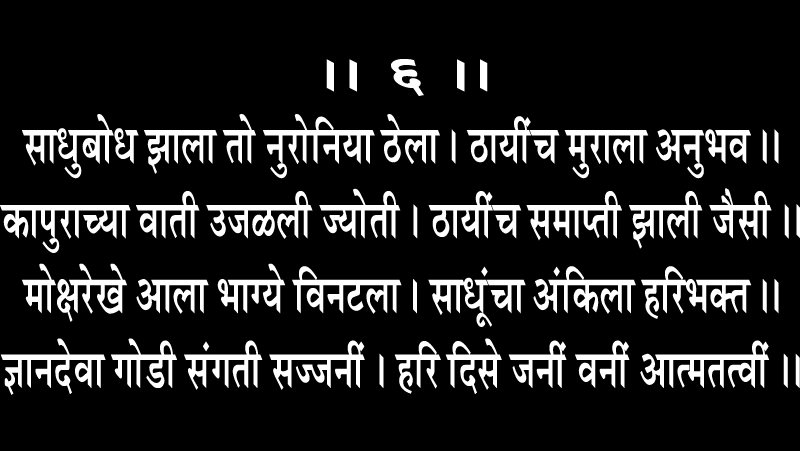 ।। ६ ।।
साधुबोध झाला तो नुरोनिया ठेला । ठायींच मुराला अनुभव ।।
कापुराच्या वाती उजळली ज्योती । ठायींच समाप्ती झाली जैसी ।।
मोक्षरेखे आला भाग्ये विनटला । साधूंचा अंकिला हरिभक्त ।।
ज्ञानदेवा गोडी संगती सज्जनीं । हरि दिसे जनीं वनीं आत्मतत्वीं ।।